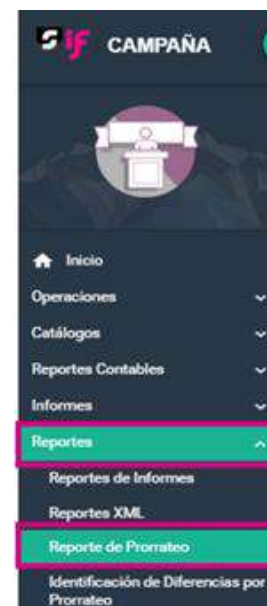 Sif CAMPAÑA
Inicio
Operaciones
Catálogos
Reportes Contables
Informes
Reportes
Reportes de Informes
Reportes XML
Reporte de Prorrateo
Identificación de Diferencias por
Prorrateo